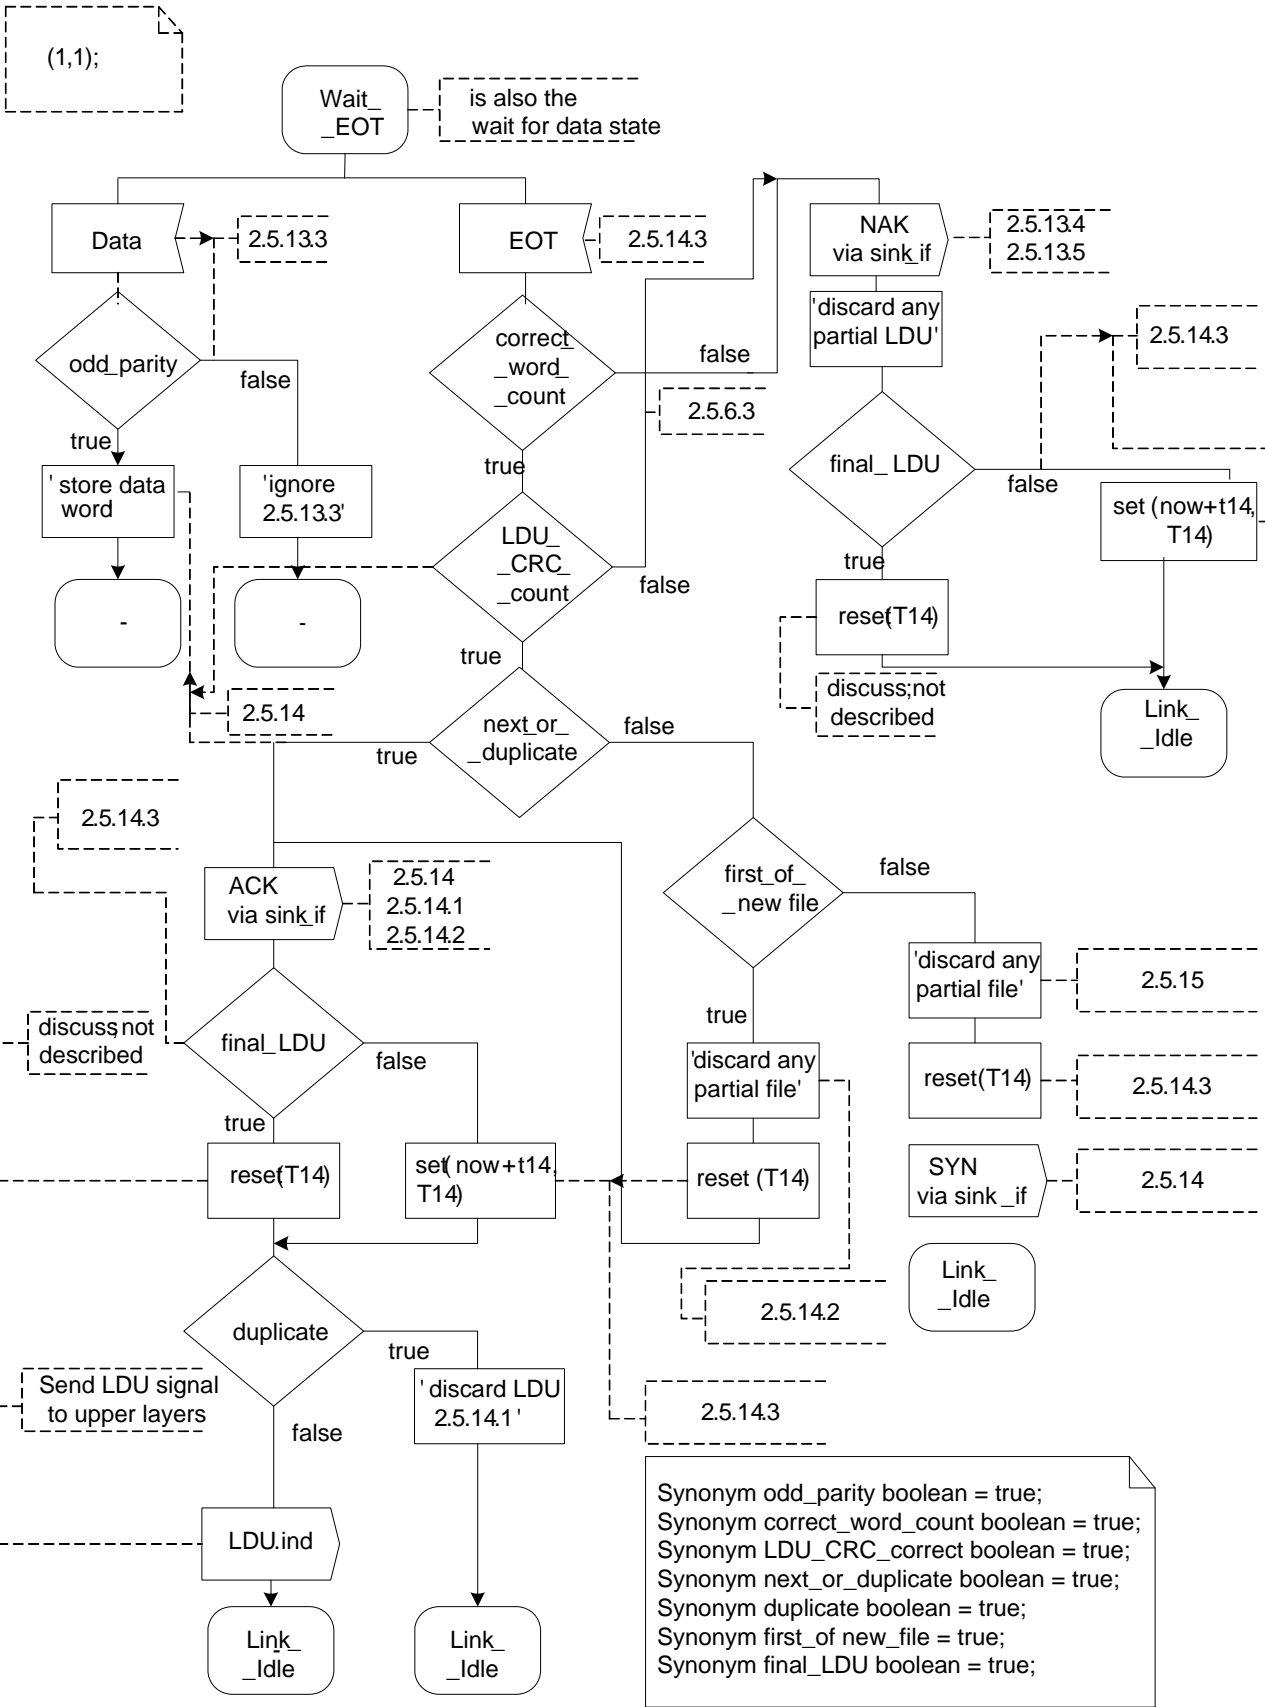 (1,1);
Wait_
_EOT
is also the
wait for data state
Data
2.5.13.3
EOT
2.5.14.3
NAK
via sink_if
2.5.13.4
2.5.13.5
'discard any
partial LDU'
2.5.14.3
odd_parity
false
true
correct_
_word_
_count
false
2.5.6.3
true
final_ LDU
false
true
' store data
word
'ignore
2.5.13.3'
LDU_
_CRC_
_count
false
true
set (now+t14,
T14)
reset(T14)
discuss;not
described
Link_
_Idle
-
-
2.5.14
next_or_
_duplicate
true
false
2.5.14.3
ACK
via sink_if
2.5.14
2.5.14.1
2.5.14.2
first_of_
_new file
false
true
'discard any
partial file'
2.5.15
discuss;not
described
final_LDU
false
true
'discard any
partial file'
reset(T14)
2.5.14.3
reset(T14)
set( now+t14,
T14)
reset (T14)
SYN
via sink _if
2.5.14
Link_
_Idle
2.5.14.2
duplicate
true
false
Send LDU signal
to upper layers
' discard LDU
2.5.14.1 '
2.5.14.3
LDU.ind
Link_
_Idle
Link_
_Idle
Synonym odd_parity boolean = true;
Synonym correct_word_count boolean = true;
Synonym LDU_CRC_correct boolean = true;
Synonym next_or_duplicate boolean = true;
Synonym duplicate boolean = true;
Synonym first_of new_file = true;
Synonym final_LDU boolean = true;